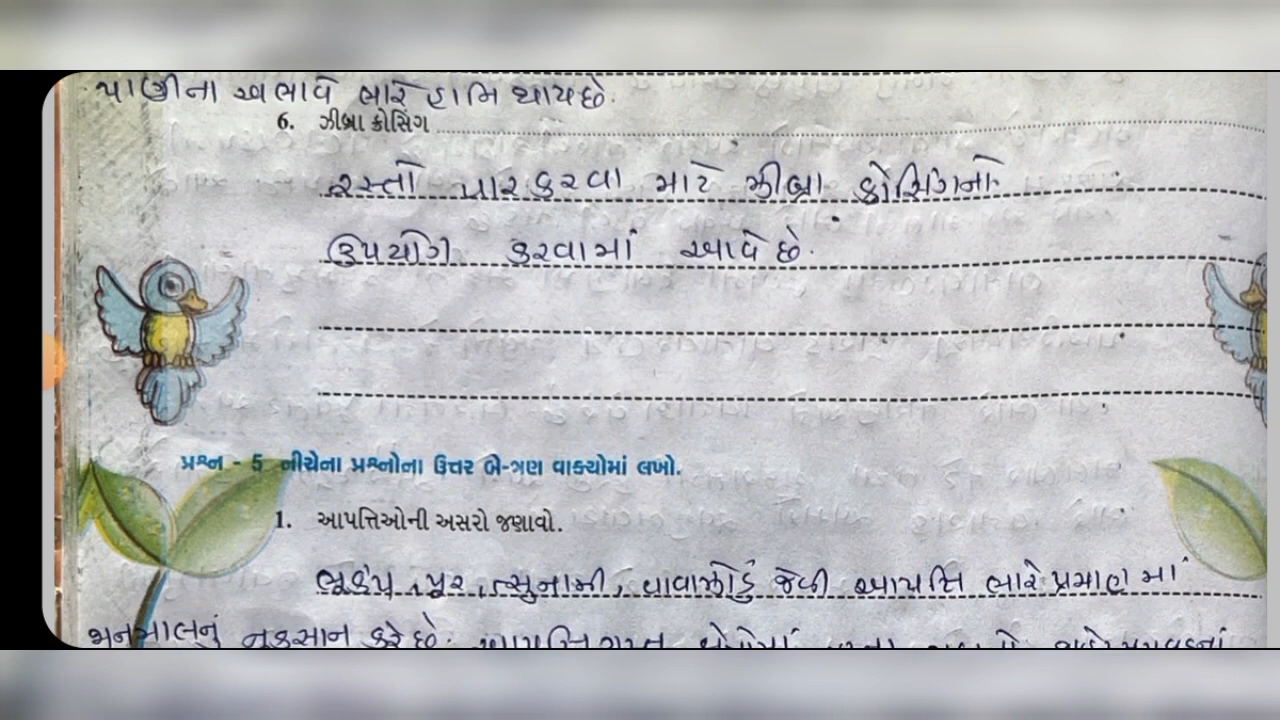 પાણીના અભાવે ભારે હાનિ થાય છે.
6. ઝીબ્રા ક્રોસિંગ
રસ્તો પાર કરવા માટે ઝીબ્રા ક્રોસિંગનો
ઉપયોગ કરવામાં આવે છે.
પ્રશ્ન - 5 નીચેના પ્રશ્નોના ઉત્તર બે-ત્રણ વાક્યોમાં લખો.
1. આપત્તિઓની અસરો જણાવો.
ભૂકંપ, પૂર, ત્સુનામી, વાવાઝોડું જેવી આપત્તિ ભારે પ્રમાણમાં
જાનમાલનું નુકસાન કરે છે.